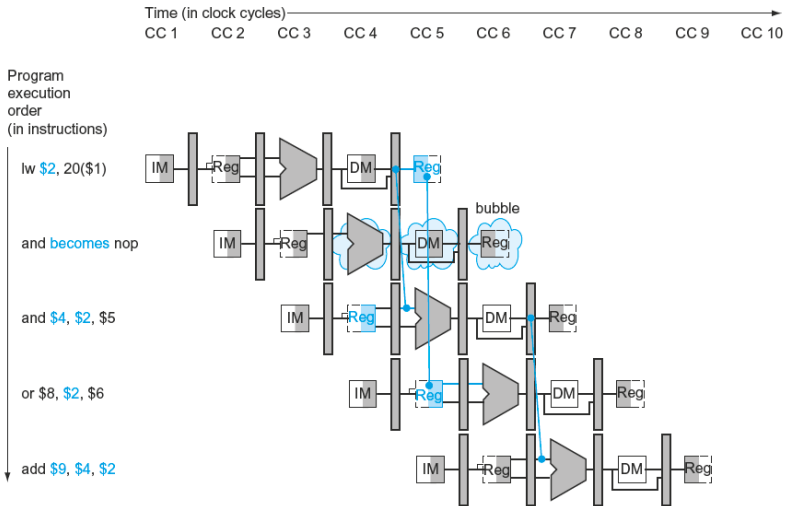 Time (in clock cycles)
CC 1 CC 2 CC 3 CC 4 CC 5 CC 6 CC 7 CC 8 CC 9 CC 10
Program
execution
order
(in instructions)
lw $2, 20($1)
IM Reg DM Reg
bubble
and becomes nop
IM Reg DM Reg
and $4, $2, $5
IM Reg DM Reg
or $8, $2, $6
IM Reg DM Reg
add $9, $4, $2
IM Reg DM Reg